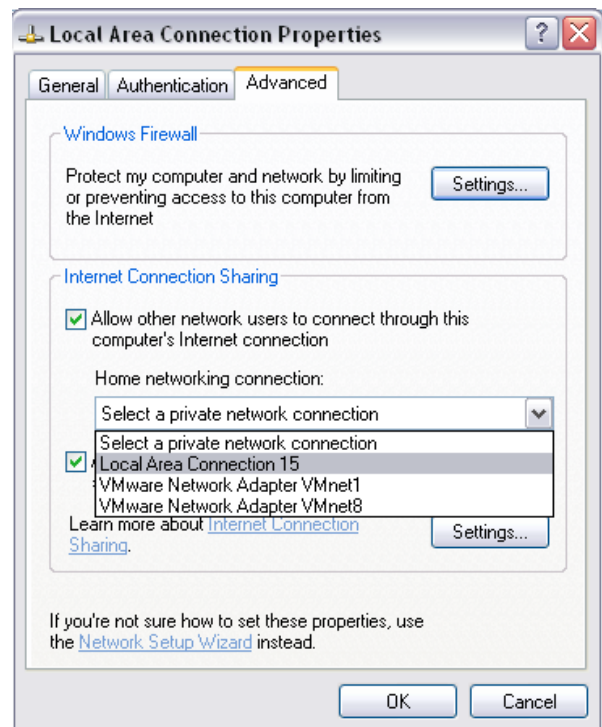 Local Area Connection Properties
General Authentication Advanced
Windows Firewall
Protect my computer and network by limiting
or preventing access to this computer from
the Internet
Settings...
Internet Connection Sharing
Allow other network users to connect through this
computer's Internet connection
Home networking connection:
Select a private network connection
Select a private network connection
Local Area Connection 15
VMware Network Adapter VMnet1
VMware Network Adapter VMnet8
Learn more about Internet Connection
Sharing.
Settings...
If you're not sure how to set these properties, use
the Network Setup Wizard instead.
OK Cancel